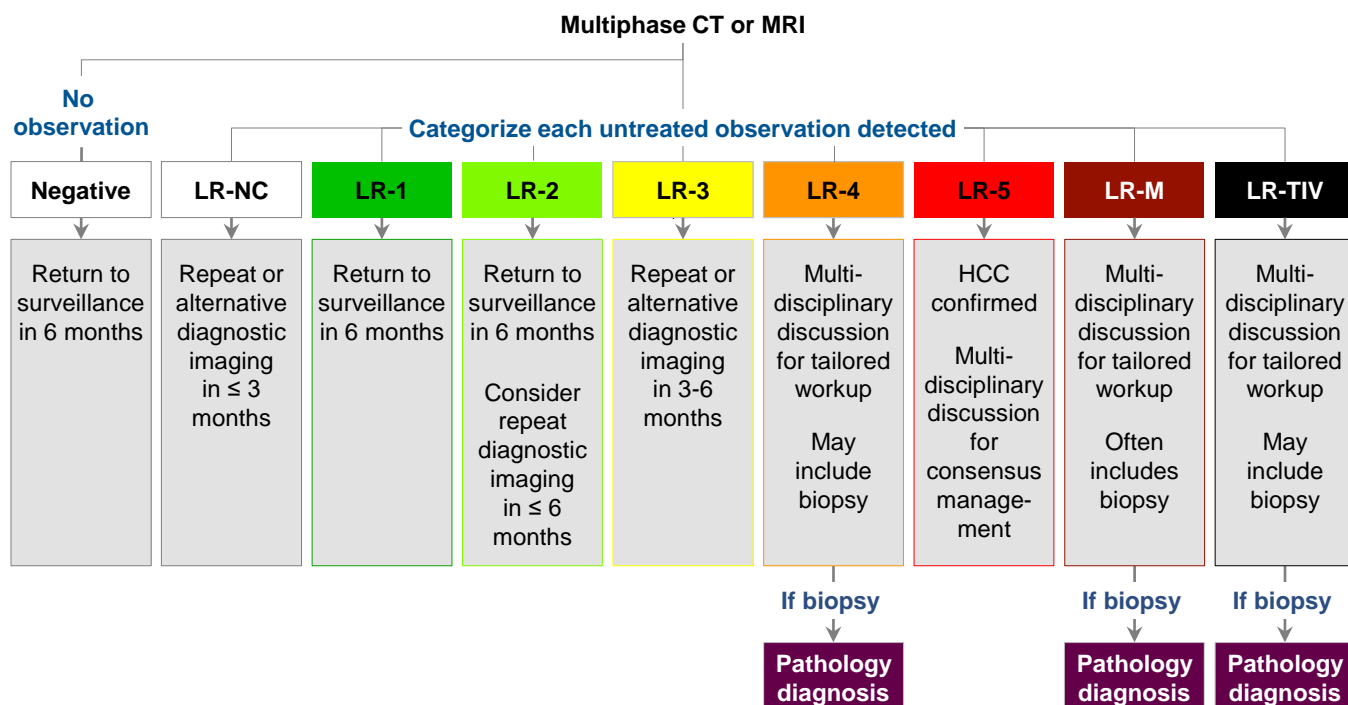 Multiphase CT or MRI
No
observation
Categorize each untreated observation detected
Negative
LR-NC
LR-1
LR-2
LR-3
LR-4
LR-5
LR-M
LR-TIV
Return to
surveillance
in 6 months
Repeat or
alternative
diagnostic
imaging
in ≤ 3
months
Return to
surveillance
in 6 months
Return to
surveillance
in 6 months
Consider
repeat
diagnostic
imaging
in ≤ 6
months
Repeat or
alternative
diagnostic
imaging
in 3-6
months
Multi-
disciplinary
discussion
for tailored
workup
May
include
biopsy
HCC
confirmed
Multi-
disciplinary
discussion
for
consensus
manage-
ment
Multi-
disciplinary
discussion
for tailored
workup
Often
includes
biopsy
Multi-
disciplinary
discussion
for tailored
workup
May
include
biopsy
If biopsy
If biopsy
If biopsy
Pathology
diagnosis
Pathology
diagnosis
Pathology
diagnosis